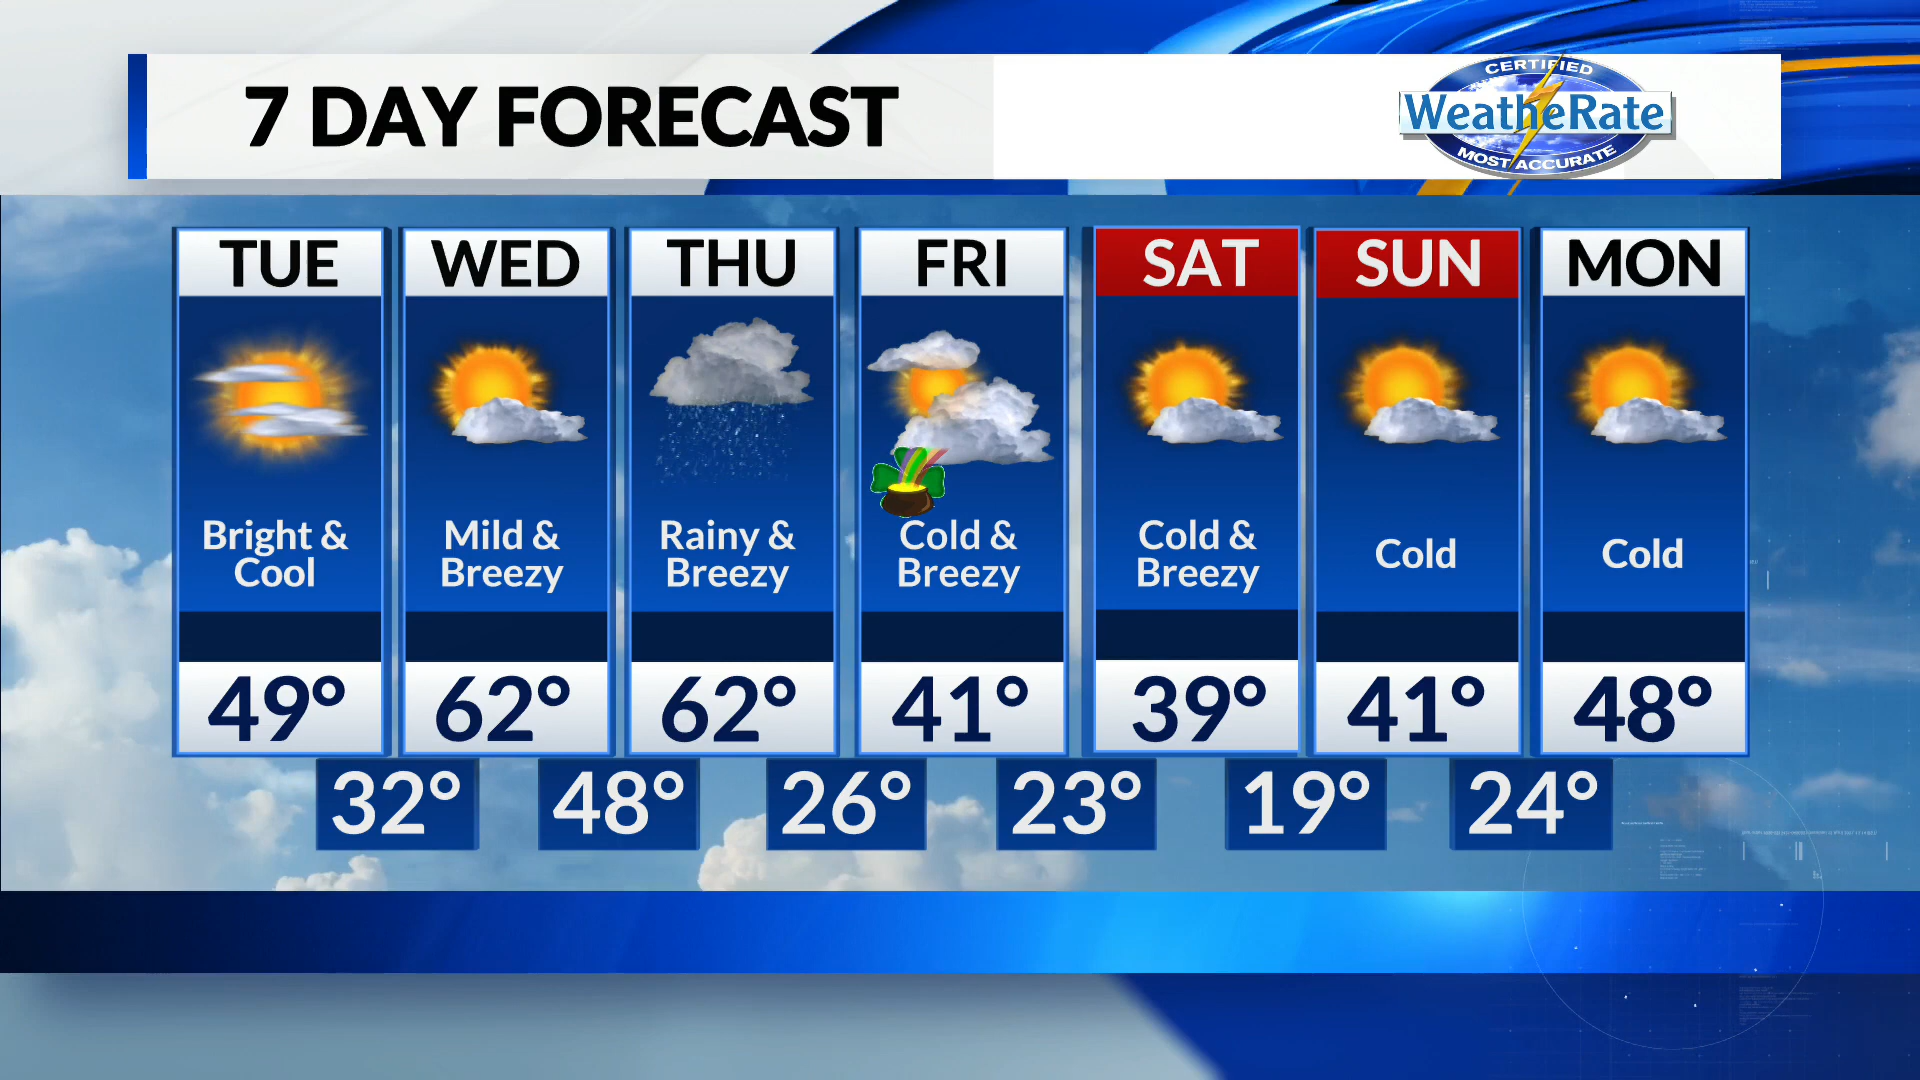 7 DAY FORECAST
CERTIFIED
WeatheRate
MOST ACCURATE
TUE
WED
THU
FRI
SAT
SUN
MON
Bright &
Cool
Mild &
Breezy
Rainy &
Breezy
Cold &
Breezy
Cold &
Breezy
Cold
Cold
49°
62°
62°
41°
39°
41°
48°
32°
48°
26°
23°
19°
24°